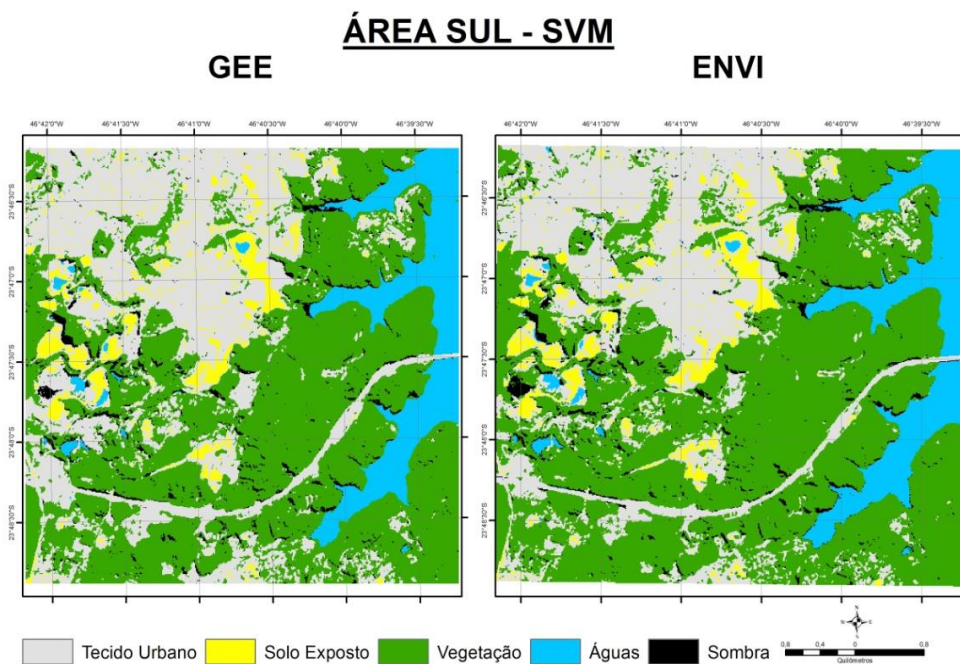 ÁREA SUL - SVM
GEE
ENVI
46°42'0"W 46°41'30"W 46°41'0"W 46°40'30"W 46°40'0"W 46°39'30"W
46°42'0"W 46°41'30"W 46°41'0"W 46°40'30"W 46°40'0"W 46°39'30"W
23°46'30"S
23°47'0"S
23°47'30"S
23°48'0"S
23°48'30"S
23°46'30"S
23°47'0"S
23°47'30"S
23°48'0"S
23°48'30"S
Tecido Urbano Solo Exposto Vegetação Águas Sombra
N
W E
S
0,8 0,4 0 0,8
Quilômetros